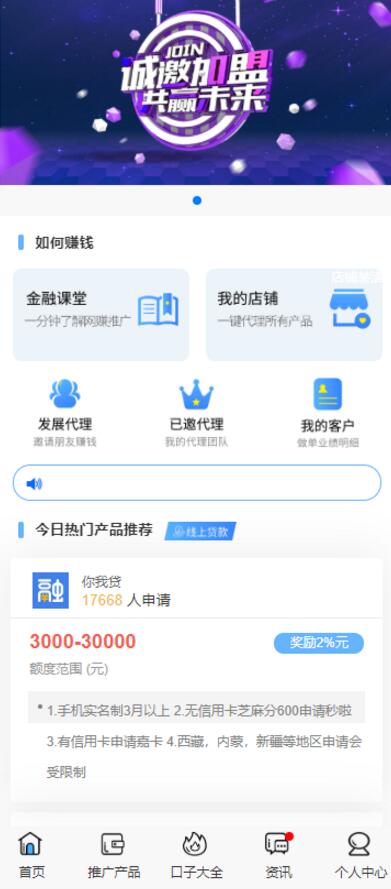 JOIN
诚邀加盟
共赢未来
如何赚钱
店铺关注
金融课堂
一分钟了解网赚推广
我的店铺
一键代理所有产品
发展代理
邀请朋友赚钱
已邀代理
我的代理团队
我的客户
做单业绩明细
今日热门产品推荐
线上贷款
融
你我贷
17668 人申请
3000-30000
奖励2%元
额度范围 (元)
1.手机实名制3月以上 2.无信用卡芝麻分600申请秒啦
3.有信用卡申请嘉卡 4.西藏，内蒙，新疆等地区申请会
受限制
首页
推广产品
口子大全
资讯
个人中心